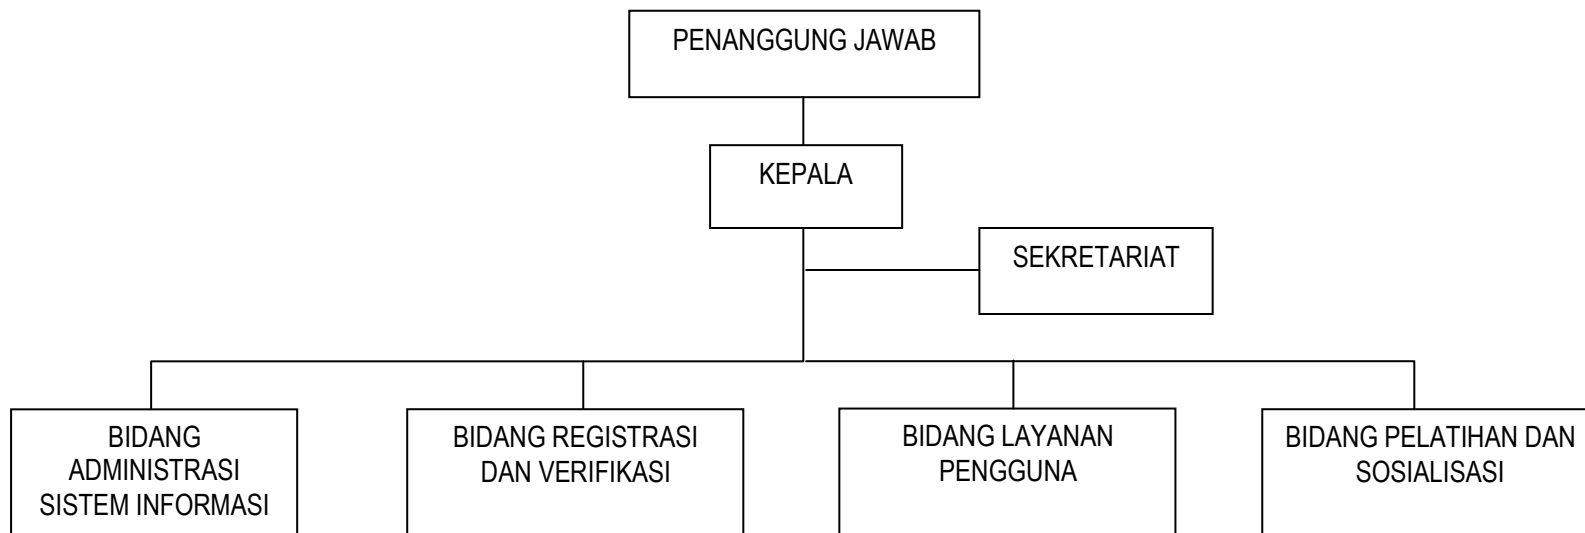 PENANGGUNG JAWAB
KEPALA
SEKRETARIAT
BIDANG
ADMINISTRASI
SISTEM INFORMASI
BIDANG REGISTRASI
DAN VERIFIKASI
BIDANG LAYANAN
PENGGUNA
BIDANG PELATIHAN DAN
SOSIALISASI